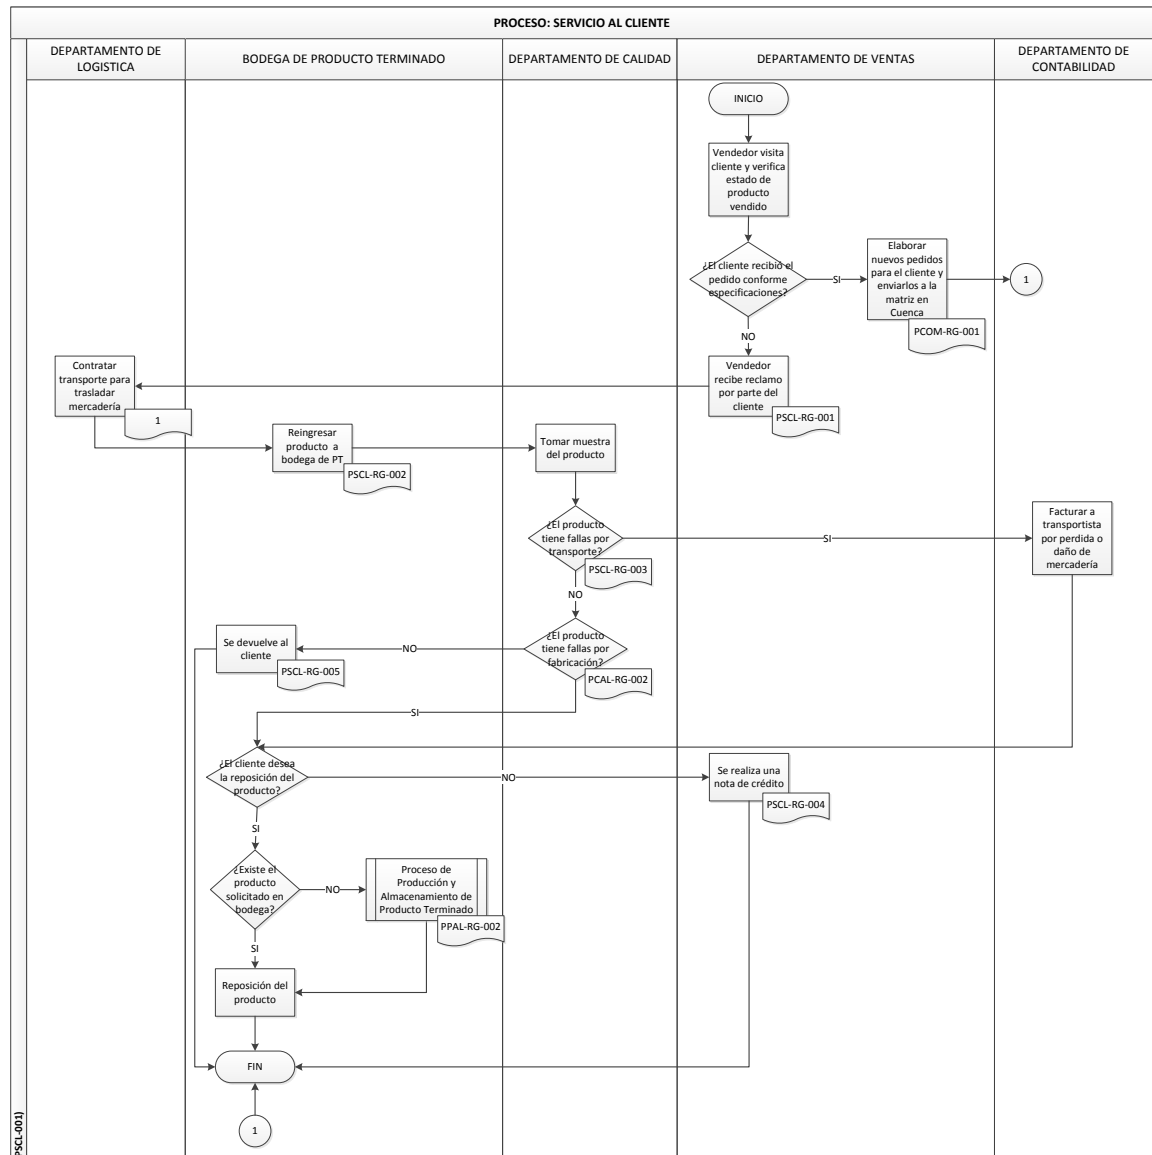 PROCESO: SERVICIO AL CLIENTE
DEPARTAMENTO DE
LOGISTICA
BODEGA DE PRODUCTO TERMINADO
DEPARTAMENTO DE CALIDAD
DEPARTAMENTO DE VENTAS
DEPARTAMENTO DE
CONTABILIDAD
INICIO
Vendedor visita
cliente y verifica
estado de
producto
vendido
¿El cliente recibió el
pedido conforme
especificaciones?
SI
Elaborar
nuevos pedidos
para el cliente y
enviarlos a la
matriz en
Cuenca
PCOM-RG-001
1
NO
Vendedor
recibe reclamo
por parte del
cliente
PSCL-RG-001
Contratar
transporte para
trasladar
mercadería
1
Reingresar
producto a
bodega de PT
PSCL-RG-002
Tomar muestra
del producto
¿El producto
tiene fallas por
transporte?
PSCL-RG-003
SI
Facturar a
transportista
por perdida o
daño de
mercadería
NO
¿El producto
tiene fallas por
fabricación?
PCAL-RG-002
NO
Se devuelve al
cliente
PSCL-RG-005
SI
¿El cliente desea
la reposición del
producto?
NO
Se realiza una
nota de crédito
PSCL-RG-004
SI
¿Existe el
producto
solicitado en
bodega?
NO
Proceso de
Producción y
Almacenamiento de
Producto Terminado
PPAL-RG-002
SI
Reposición del
producto
FIN
1
PSCL-001)